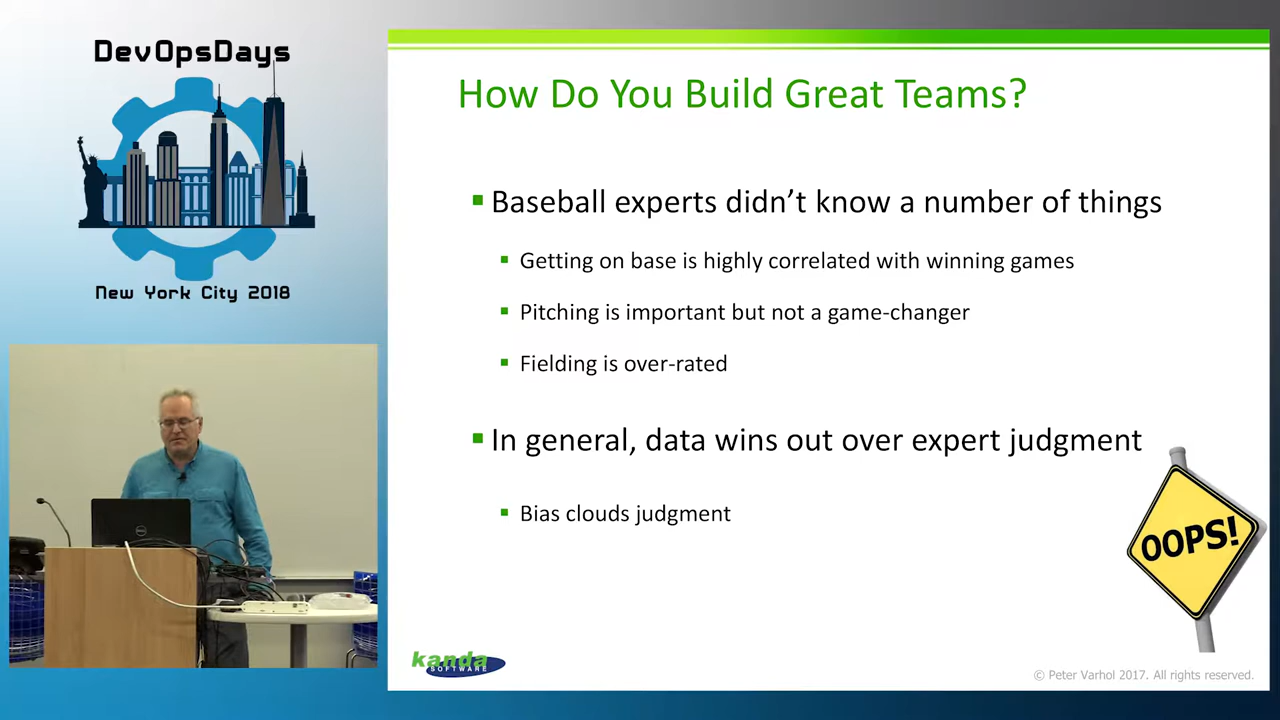 DevOpsDays
New York City 2018
How Do You Build Great Teams?
Baseball experts didn't know a number of things
Getting on base is highly correlated with winning games
Pitching is important but not a game-changer
Fielding is over-rated
In general, data wins out over expert judgment
Bias clouds judgment
OOPS!
kanda
SOFTWARE
© Peter Varhol 2017. All rights reserved.
DELL